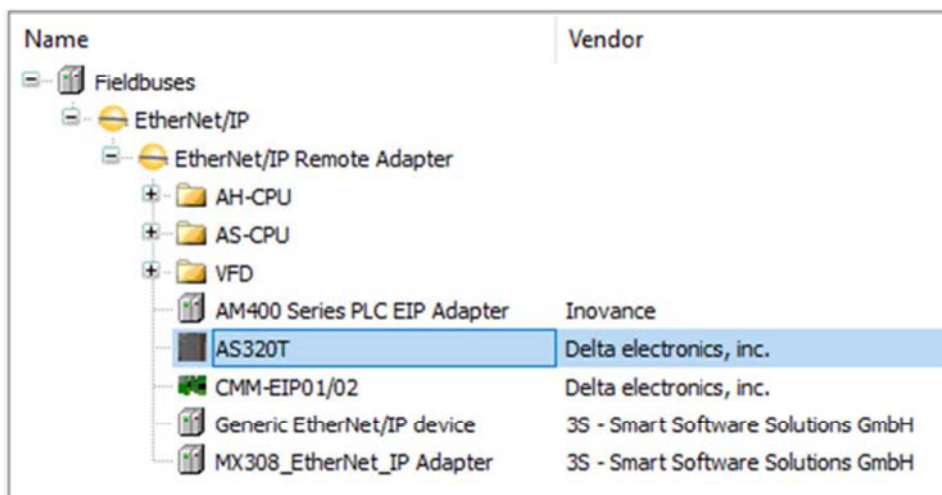 Name Vendor
Fieldbuses
EtherNet/IP
EtherNet/IP Remote Adapter
AH-CPU
AS-CPU
VFD
AM400 Series PLC EIP Adapter Inovance
AS320T Delta electronics, inc.
CMM-EIP01/02 Delta electronics, inc.
Generic EtherNet/IP device 3S - Smart Software Solutions GmbH
MX308_EtherNet_IP Adapter 3S - Smart Software Solutions GmbH